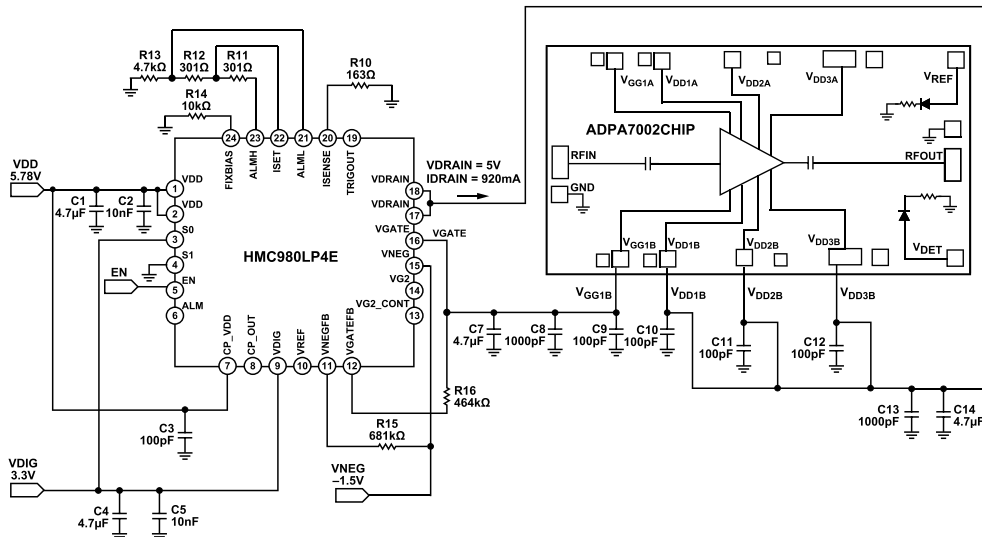 R13
4.7kΩ
R12
301Ω
R11
301Ω
R10
163Ω
R14
10kΩ
24
23
22
21
20
19
FIXBIAS
ALMH
ISET
ALML
ISENSE
TRIGOUT
VDD
5.78V
C1
4.7µF
C2
10nF
1
VDD
2
VDD
3
S0
4
S1
5
EN
6
ALM
EN
HMC980LP4E
VDRAIN
18
VDRAIN
17
VGATE
16
VNEG
15
VG2
14
VG2_CONT
13
VDRAIN = 5V
IDRAIN = 920mA
VGATE
CP_VDD
CP_OUT
VDIG
VREF
VNEGFB
VGATEFB
7
8
9
10
11
12
C3
100pF
VDIG
3.3V
C4
4.7µF
C5
10nF
R15
681kΩ
R16
464kΩ
VNEG
–1.5V
VGG1A
VDD1A
VDD2A
VDD3A
VREF
ADPA7002CHIP
RFIN
RFOUT
GND
VGG1B
VDD1B
VDD2B
VDD3B
VDET
VGG1B
VDD1B
VDD2B
VDD3B
C7
4.7µF
C8
1000pF
C9
100pF
C10
100pF
C11
100pF
C12
100pF
C13
1000pF
C14
4.7µF